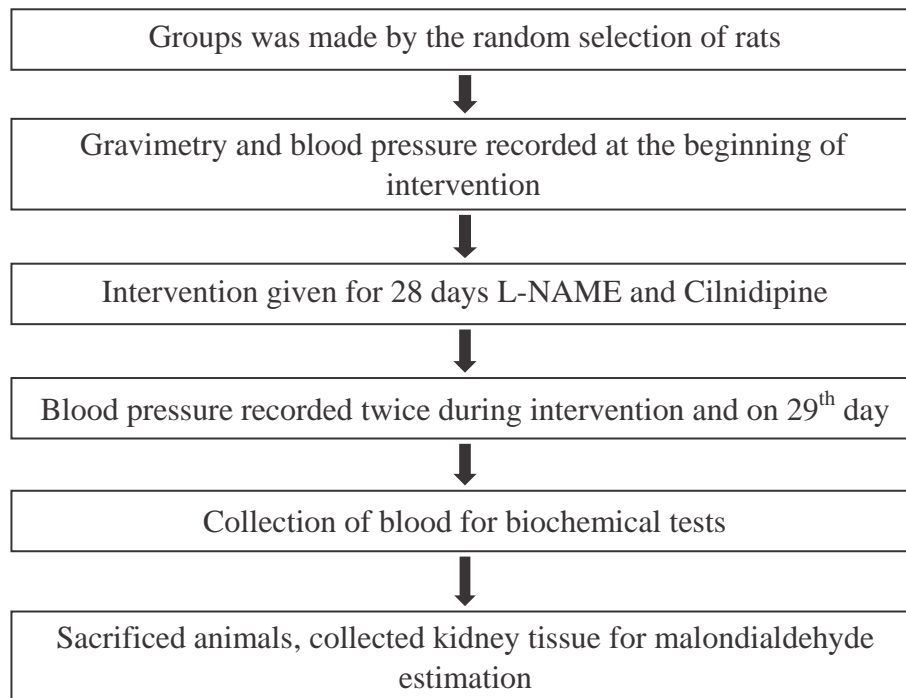 Groups was made by the random selection of rats
Gravimetry and blood pressure recorded at the beginning of
intervention
Intervention given for 28 days L-NAME and Cilnidipine
Blood pressure recorded twice during intervention and on 29th day
Collection of blood for biochemical tests
Sacrificed animals, collected kidney tissue for malondialdehyde
estimation